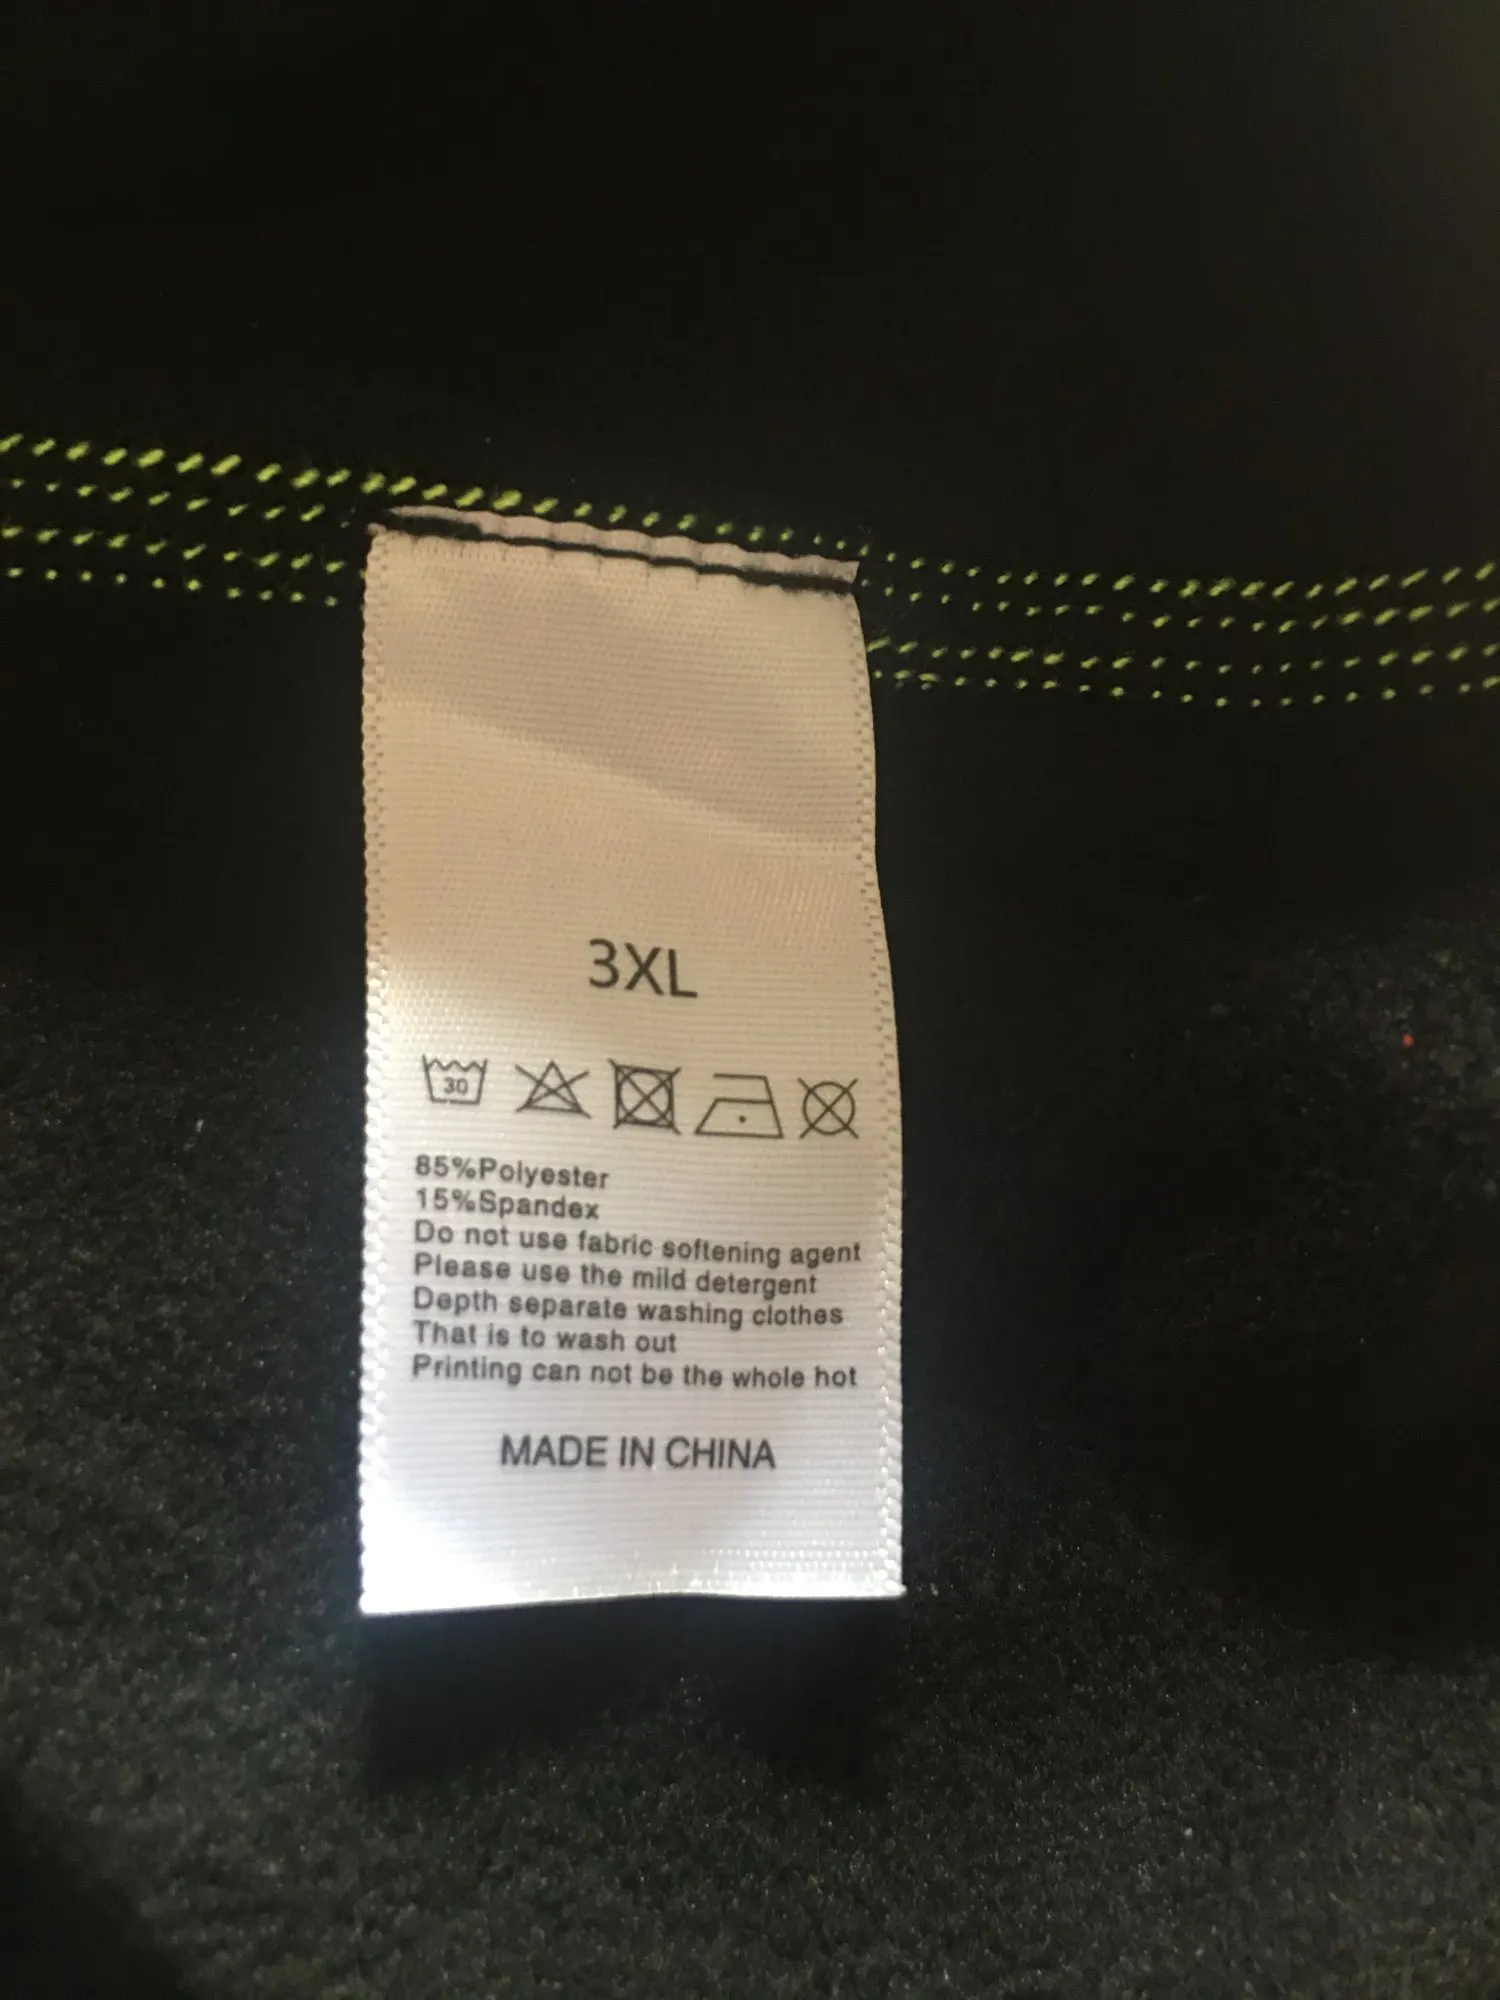 3XL
30
85%Polyester
15%Spandex
Do not use fabric softening agent
Please use the mild detergent
Depth separate washing clothes
That is to wash out
Printing can not be the whole hot
MADE IN CHINA